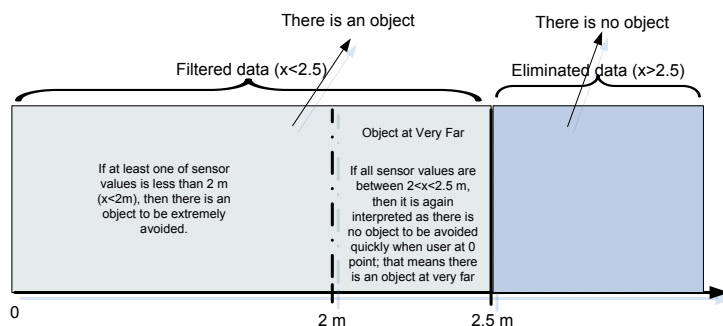 There is an object
There is no object
Filtered data (x<2.5)
Eliminated data (x>2.5)
If at least one of sensor
values is less than 2 m
(x<2m), then there is an
object to be extremely
avoided.
Object at Very Far
If all sensor values are
between 2<x<2.5 m,
then it is again
interpreted as there is
no object to be avoided
quickly when user at 0
point; that means there
is an object at very far
0
2 m
2.5 m